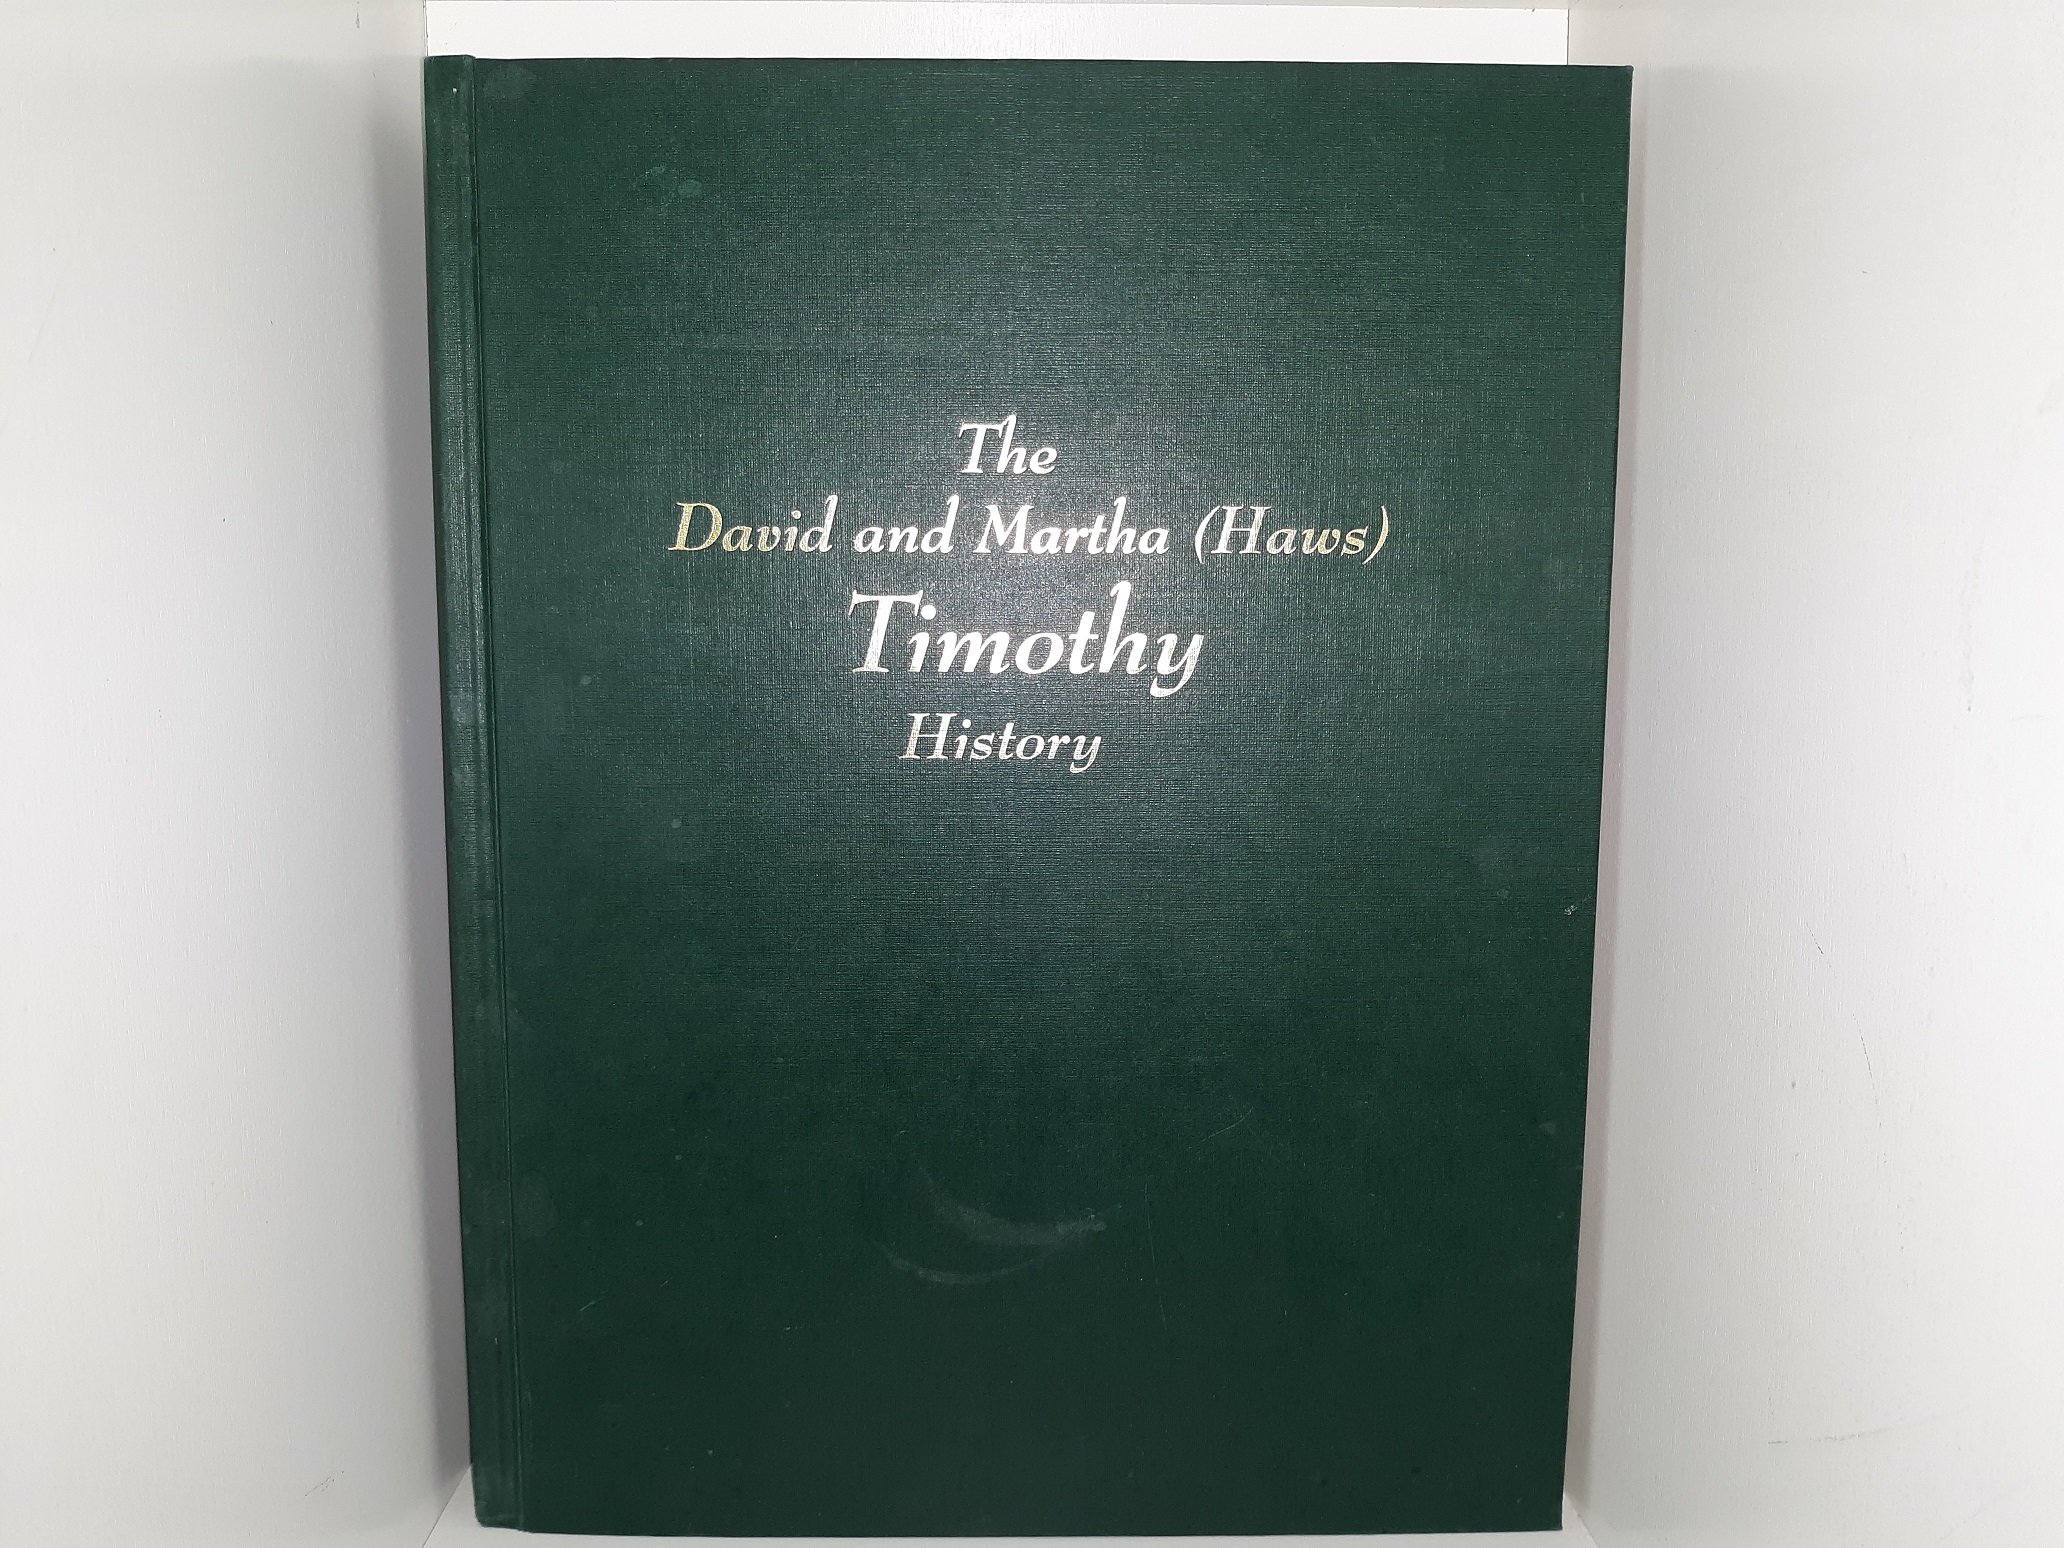 The
David and Martha (Haws)
Timothy
History